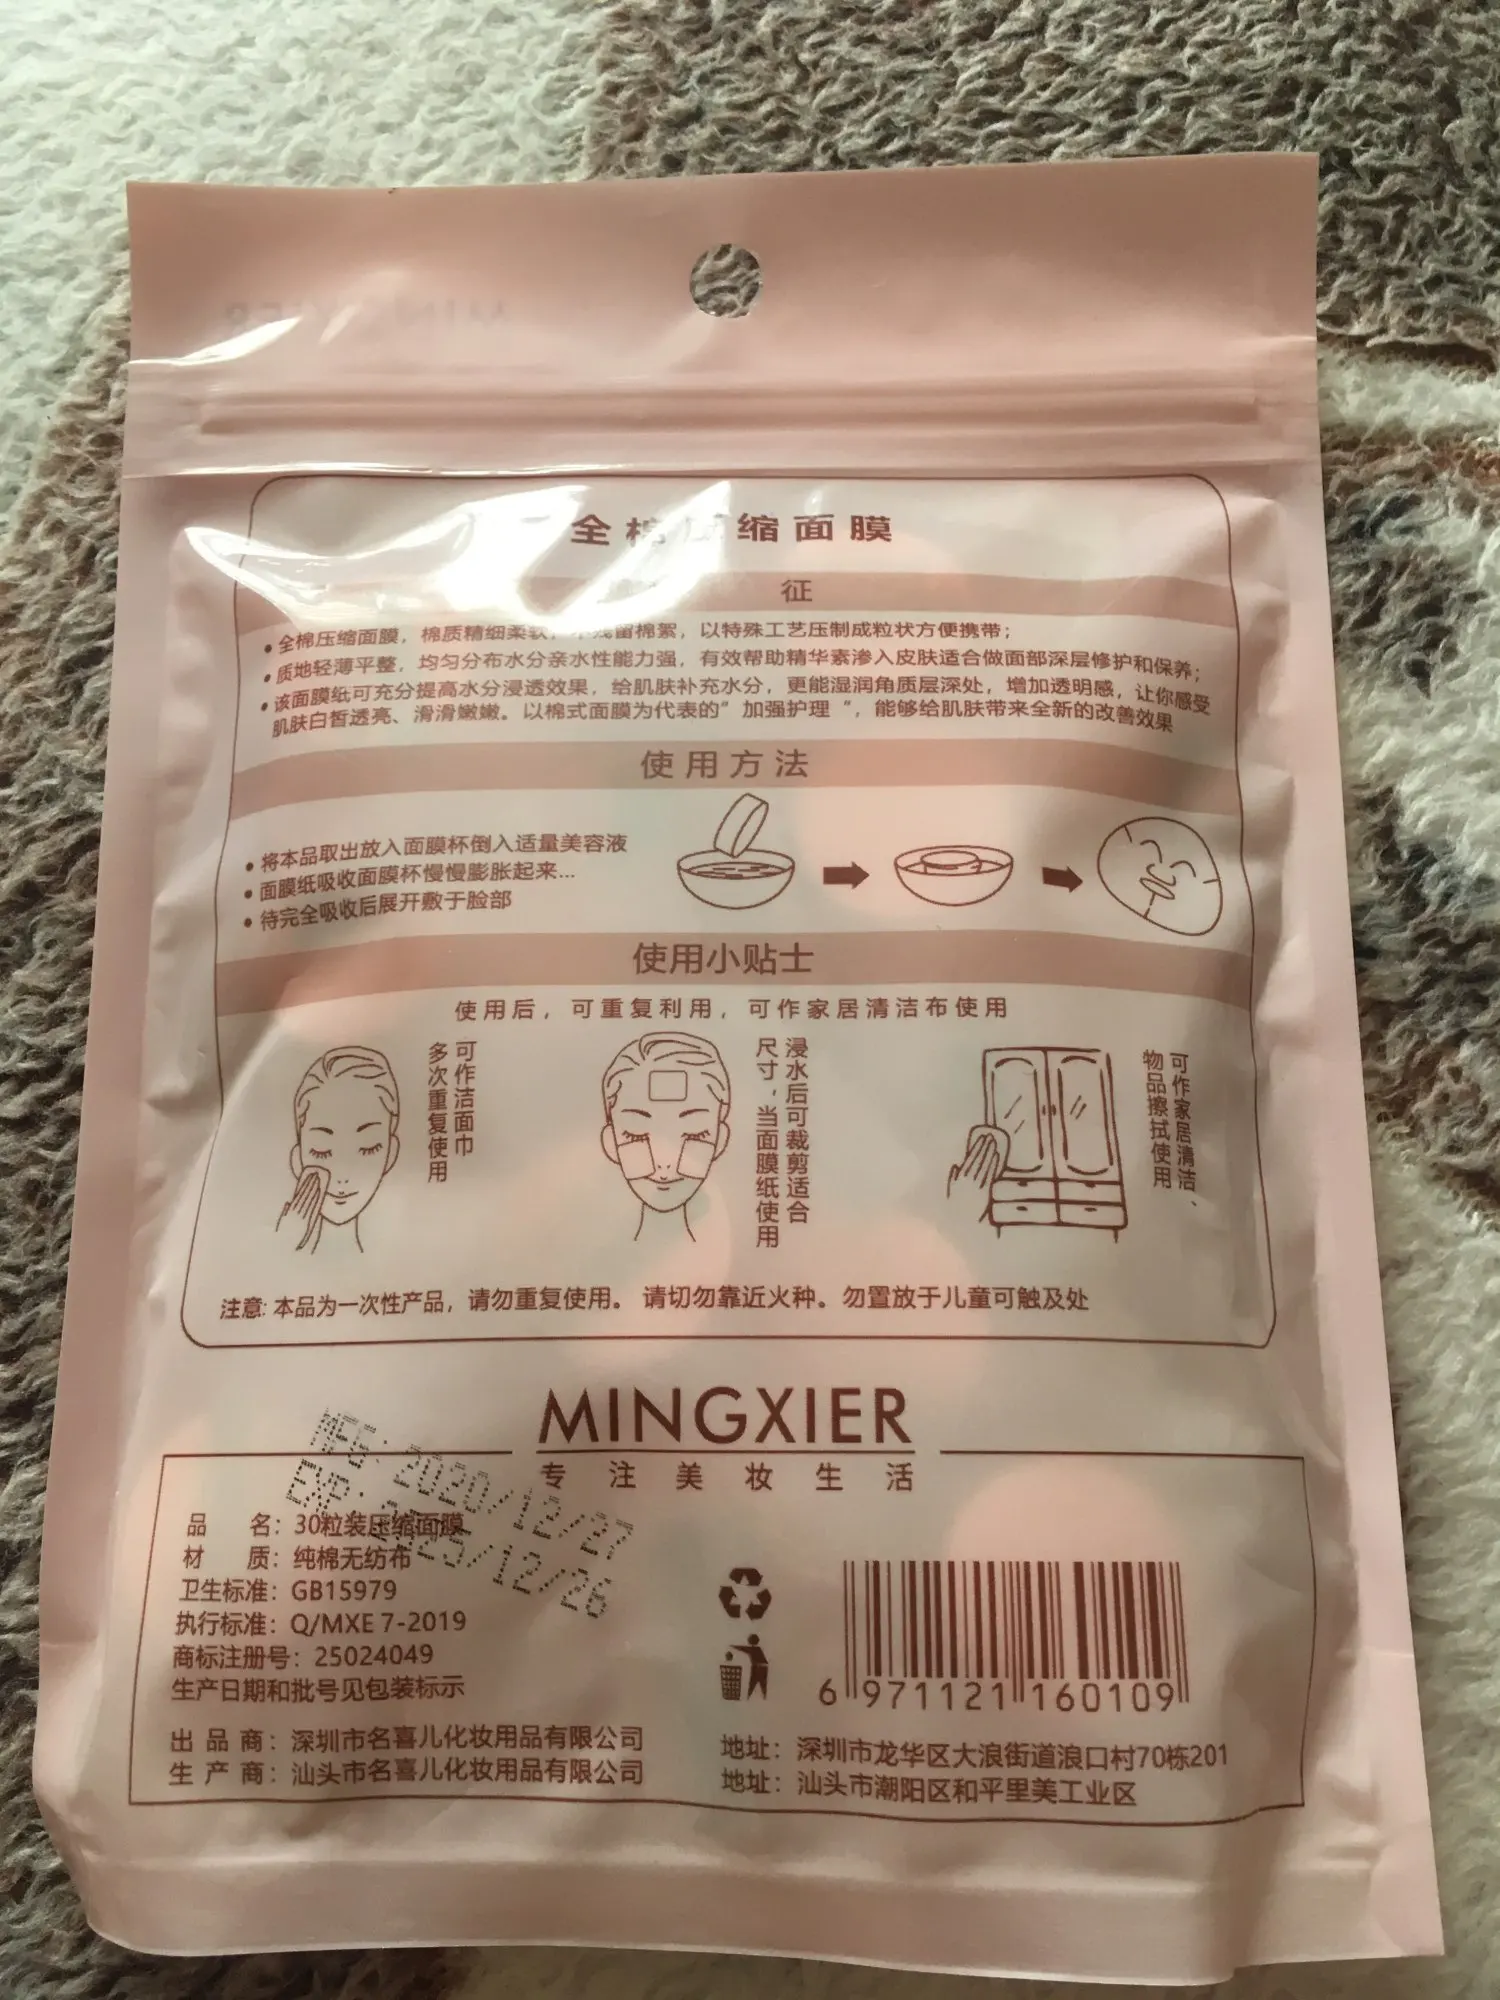 全棉压缩面膜
征
• 全棉压缩面膜，棉质精细柔软，不残留棉絮，以特殊工艺压制成粒状方便携带；
• 质地轻薄平整，均匀分布水分亲水性能力强，有效帮助精华素渗入皮肤适合做面部深层修护和保养；
• 该面膜纸可充分提高水分浸透效果，给肌肤补充水分，更能湿润角质层深处，增加透明感，让你感受
肌肤白皙透亮、滑滑嫩嫩。以棉式面膜为代表的"加强护理"，能够给肌肤带来全新的改善效果
使用方法
• 将本品取出放入面膜杯倒入适量美容液
• 面膜纸吸收面膜杯慢慢膨胀起来...
• 待完全吸收后展开敷于脸部
使用小贴士
使用后，可重复利用，可作家居清洁布使用
可作洁面巾
多次重复使用
浸水后可裁剪适合
尺寸，当面膜纸使用
可作家居清洁、
物品擦拭使用
注意: 本品为一次性产品，请勿重复使用。请切勿靠近火种。勿置放于儿童可触及处
MINGXIER
专注美妆生活
MFG: 2020/12/27
EXP: 2025/12/26
品名：30粒装压缩面膜
材质：纯棉无纺布
卫生标准：GB15979
执行标准：Q/MXE 7-2019
商标注册号：25024049
生产日期和批号见包装标示
出品商：深圳市名喜儿化妆用品有限公司
生产商：汕头市名喜儿化妆用品有限公司
6 971121 160109
地址：深圳市龙华区大浪街道浪口村70栋201
地址：汕头市潮阳区和平里美工业区